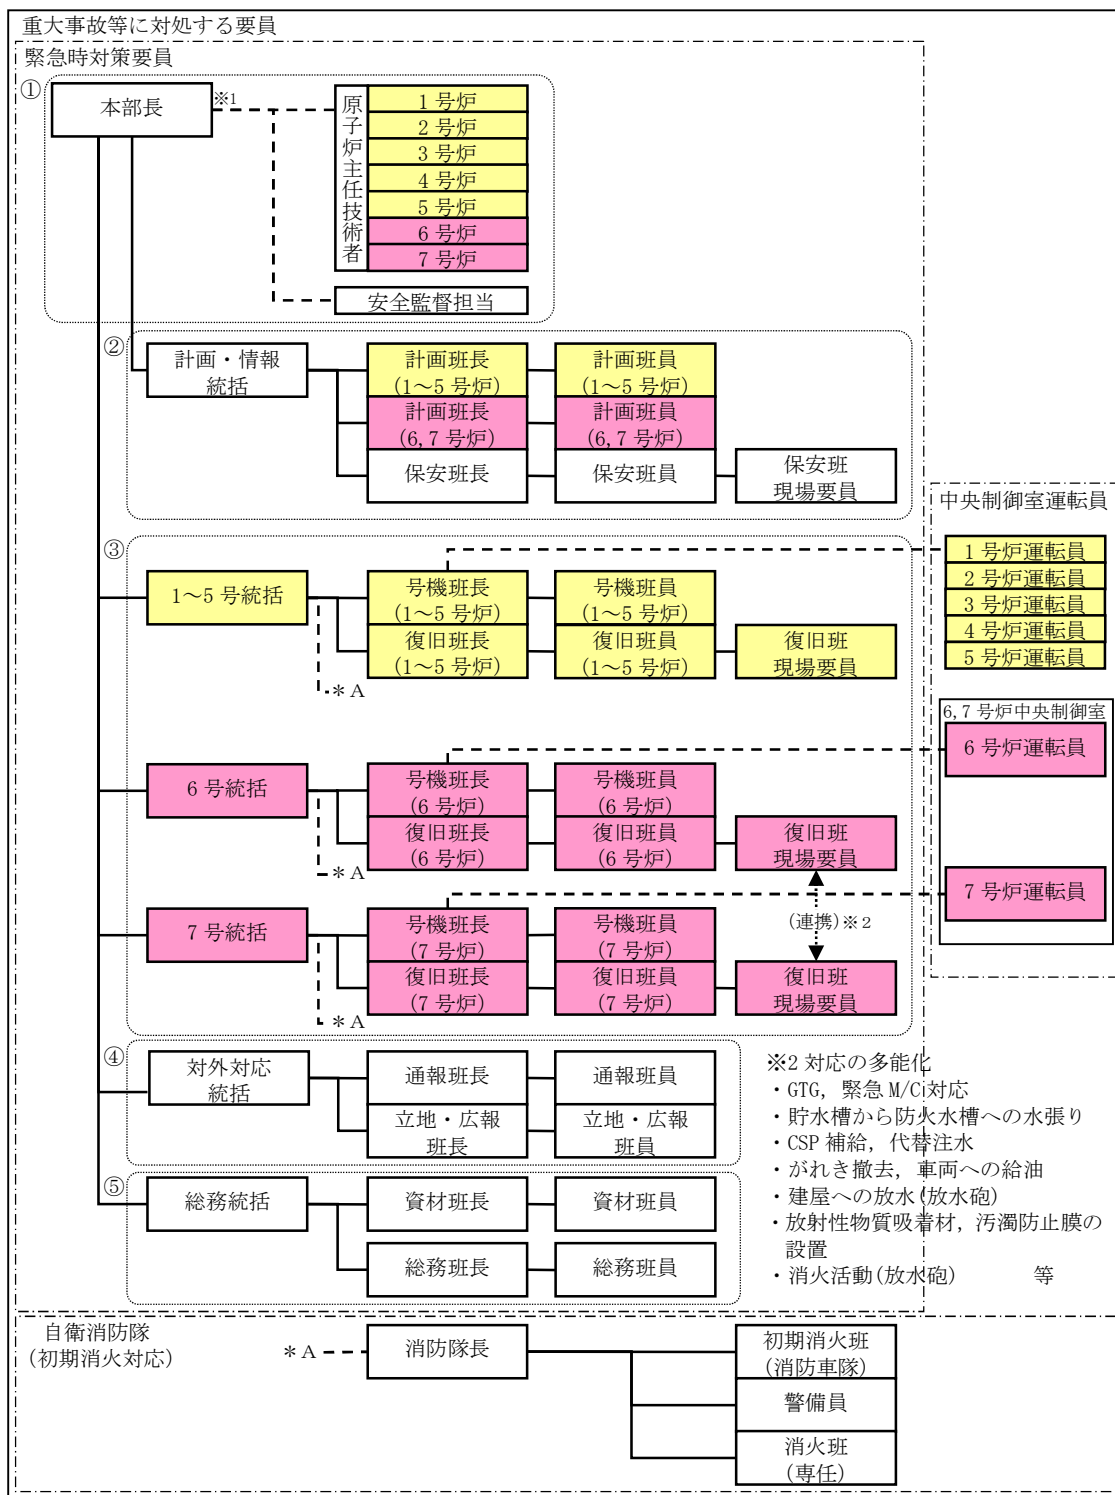 重大事故等に対処する要員
緊急時対策要員
①
本部長
※1
原子炉主任技術者
1 号炉
2 号炉
3 号炉
4 号炉
5 号炉
6 号炉
7 号炉
安全監督担当
②
計画・情報
統括
計画班長
(1～5 号炉)
計画班員
(1～5 号炉)
計画班長
(6,7 号炉)
計画班員
(6,7 号炉)
保安班長
保安班員
保安班
現場要員
中央制御室運転員
1 号炉運転員
2 号炉運転員
3 号炉運転員
4 号炉運転員
5 号炉運転員
③
1～5 号統括
号機班長
(1～5 号炉)
号機班員
(1～5 号炉)
復旧班長
(1～5 号炉)
復旧班員
(1～5 号炉)
復旧班
現場要員
＊A
6,7 号炉中央制御室
6 号炉運転員
7 号炉運転員
6 号統括
号機班長
(6 号炉)
号機班員
(6 号炉)
復旧班長
(6 号炉)
復旧班員
(6 号炉)
復旧班
現場要員
＊A
(連携)※2
7 号統括
号機班長
(7 号炉)
号機班員
(7 号炉)
復旧班長
(7 号炉)
復旧班員
(7 号炉)
復旧班
現場要員
＊A
④
対外対応
統括
通報班長
通報班員
立地・広報
班長
立地・広報
班員
⑤
総務統括
資材班長
資材班員
総務班長
総務班員
※2 対応の多能化
・GTG, 緊急 M/C 対応
・貯水槽から防火水槽への水張り
・CSP 補給, 代替注水
・がれき撤去, 車両への給油
・建屋への放水(放水砲)
・放射性物質吸着材, 汚濁防止膜の
設置
・消火活動(放水砲) 等
自衛消防隊
(初期消火対応)
＊A
消防隊長
初期消火班
(消防車隊)
警備員
消火班
(専任)